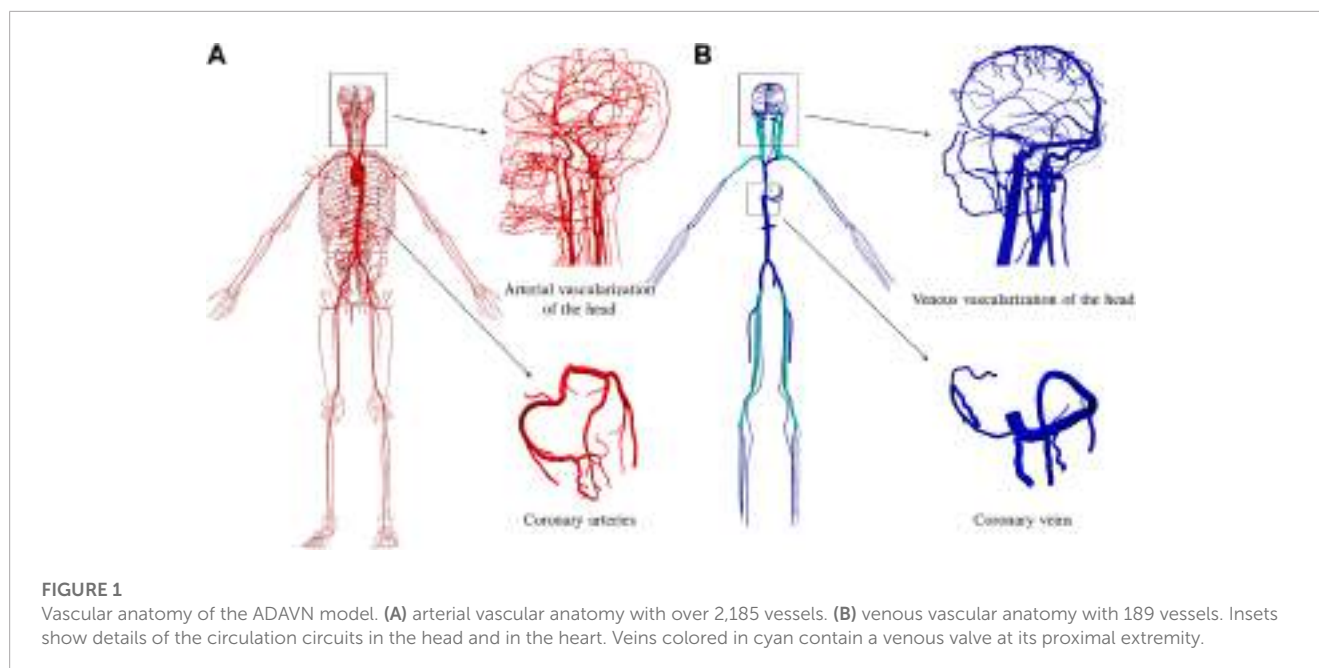 A
B
Arterial vascularization
of the head
Venous vascularization of the head
Coronary arteries
Coronary veins
FIGURE 1
Vascular anatomy of the ADAVN model. (A) arterial vascular anatomy with over 2,185 vessels. (B) venous vascular anatomy with 189 vessels. Insets
show details of the circulation circuits in the head and in the heart. Veins colored in cyan contain a venous valve at its proximal extremity.